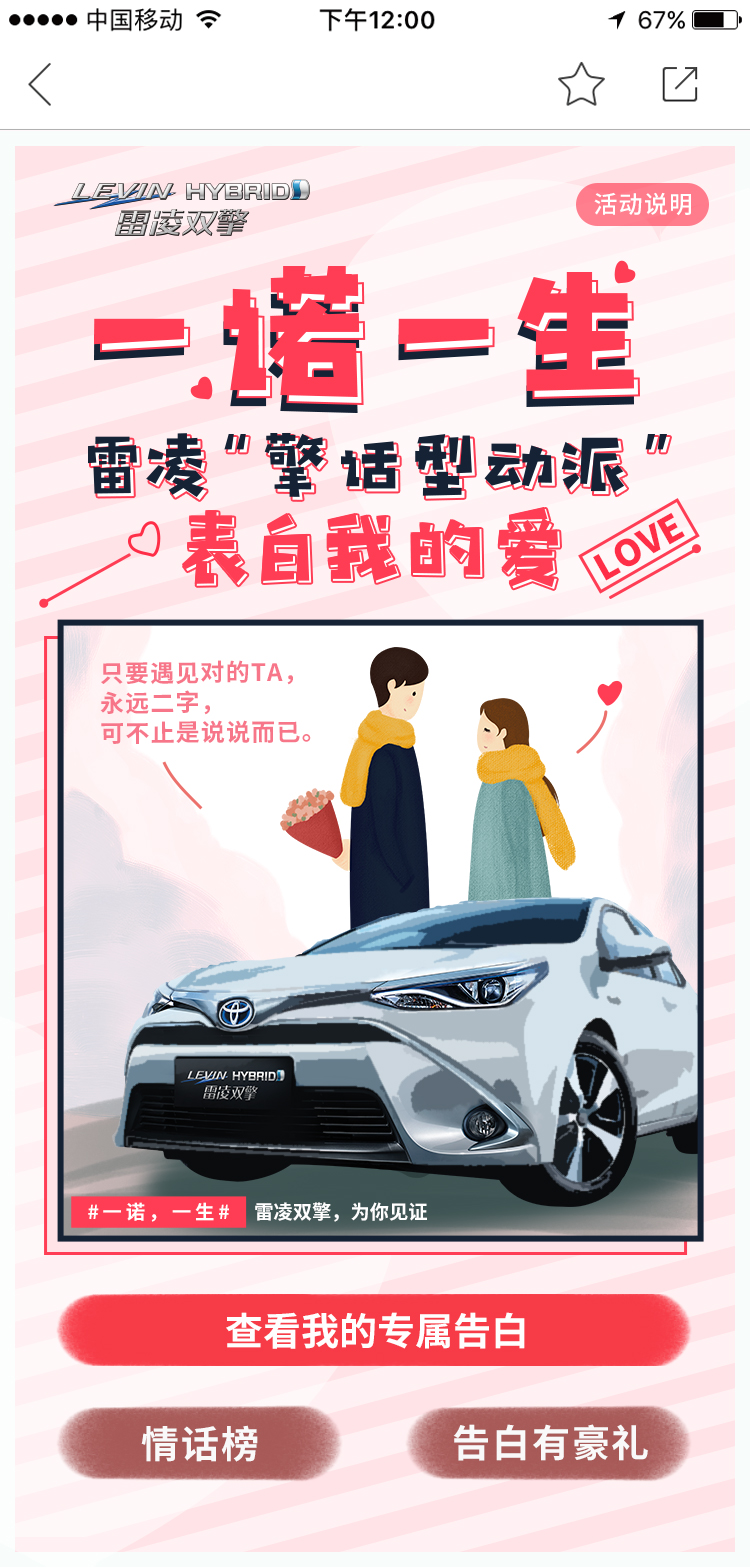 中国移动
下午12:00
67%
LEVIN HYBRID
雷凌双擎
活动说明
一诺一生
雷凌“擎话型动派”
表白我的爱
LOVE
只要遇见对的TA，
永远二字，
可不止是说说而已。
LEVIN HYBRID
雷凌双擎
#一诺，一生#
雷凌双擎，为你见证
查看我的专属告白
情话榜
告白有豪礼